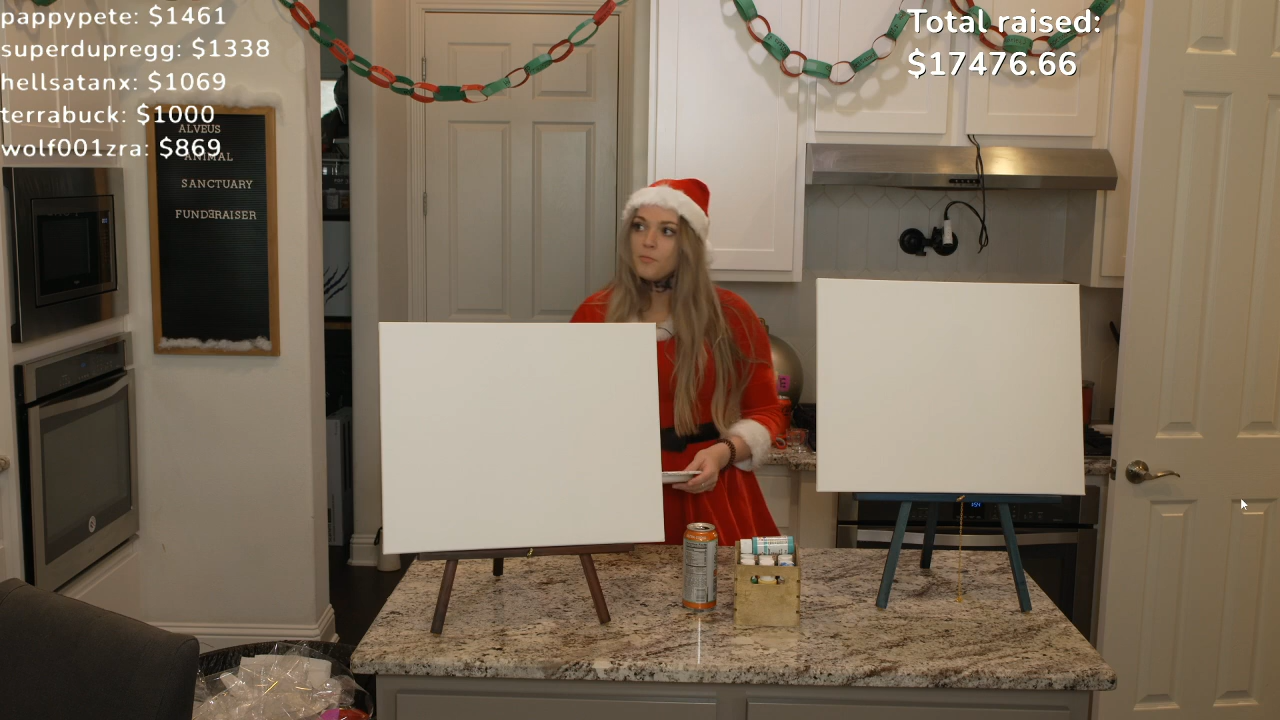 pappypete: $1461
superdupregg: $1338
hellsatanx: $1069
terrabuck: $1000
wolf001zra: $869
Total raised:
$17476.66
ALVEUS
ANIMAL
SANCTUARY
FUNDRAISER